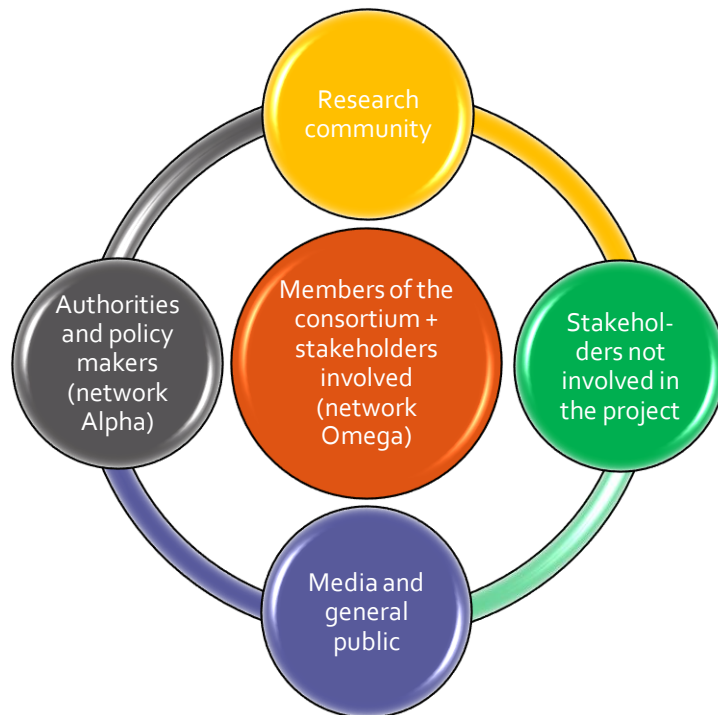 Research
community
Authorities
and policy
makers
(network
Alpha)
Members of the
consortium +
stakeholders
involved
(network
Omega)
Stakehol-
ders not
involved in
the project
Media and
general
public